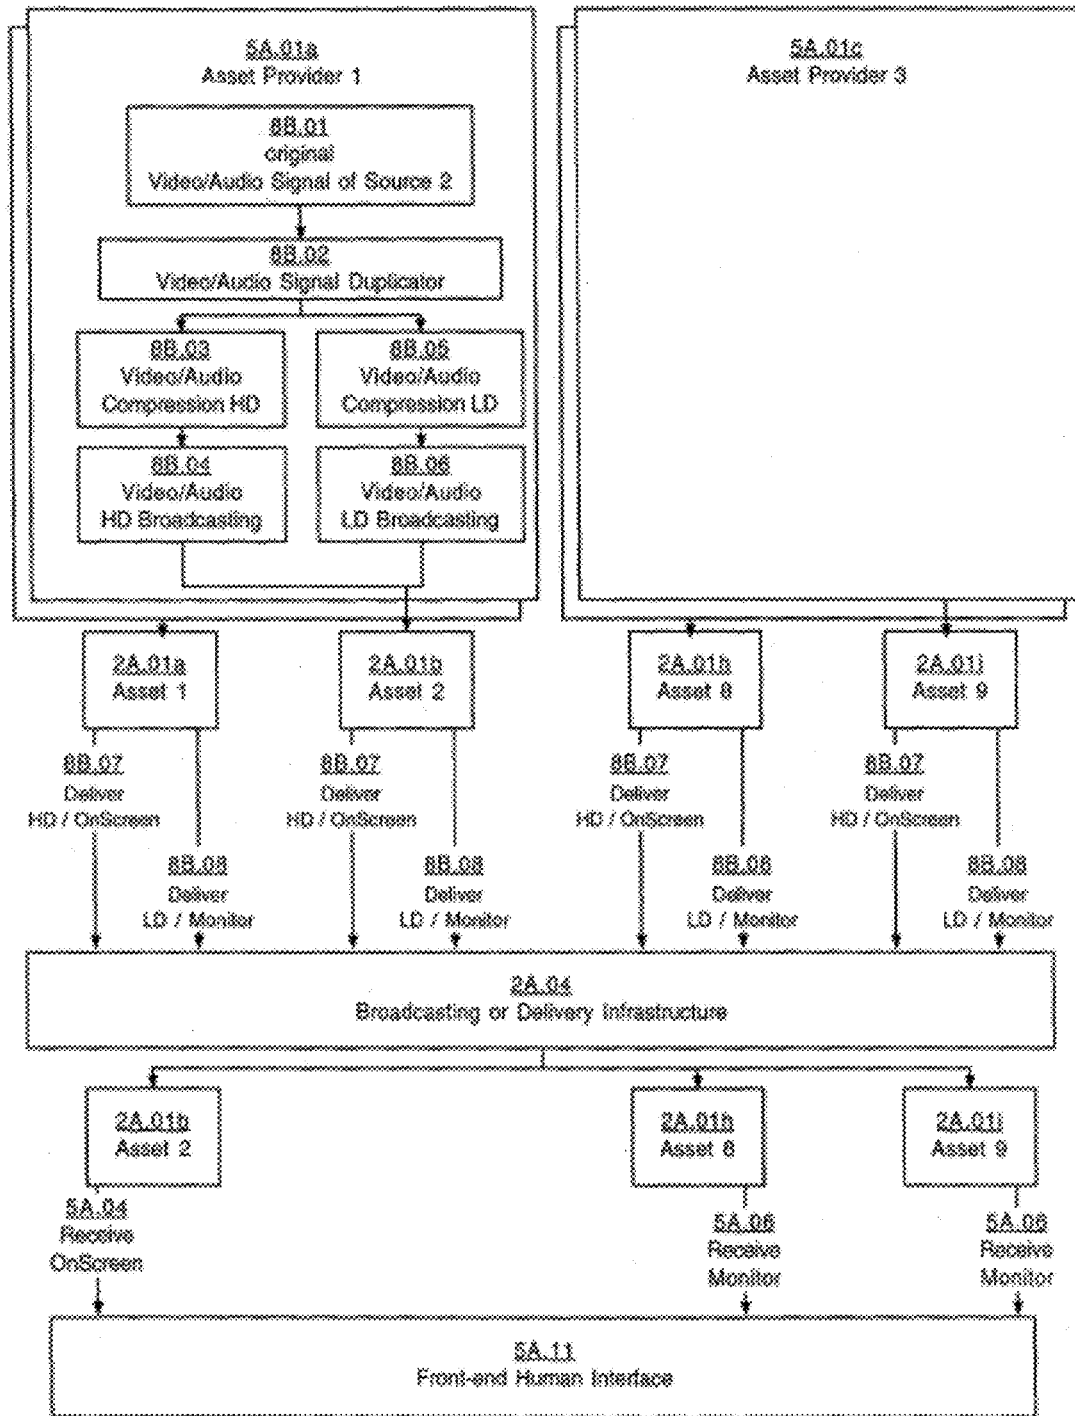 5A.01a
Asset Provider 1
8B.01
original
Video/Audio Signal of Source 2
8B.02
Video/Audio Signal Duplicator
8B.03
Video/Audio
Compression HD
8B.05
Video/Audio
Compression LD
8B.04
Video/Audio
HD Broadcasting
8B.06
Video/Audio
LD Broadcasting
5A.01c
Asset Provider 3
2A.01a
Asset 1
2A.01b
Asset 2
2A.01h
Asset 8
2A.01i
Asset 9
8B.07
Deliver
HD / OnScreen
8B.08
Deliver
LD / Monitor
8B.07
Deliver
HD / OnScreen
8B.08
Deliver
LD / Monitor
8B.07
Deliver
HD / OnScreen
8B.08
Deliver
LD / Monitor
8B.07
Deliver
HD / OnScreen
8B.08
Deliver
LD / Monitor
2A.04
Broadcasting or Delivery Infrastructure
2A.01b
Asset 2
2A.01h
Asset 8
2A.01i
Asset 9
5A.04
Receive
OnScreen
5A.06
Receive
Monitor
5A.06
Receive
Monitor
5A.11
Front-end Human Interface